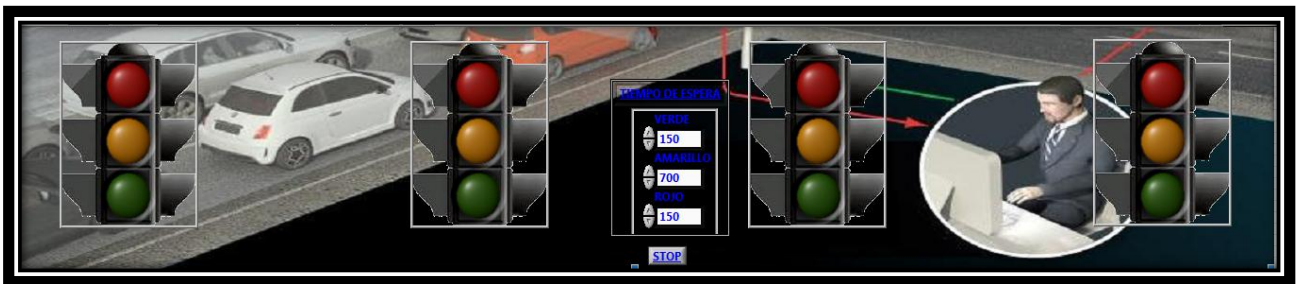 TIEMPO DE ESPERA
VERDE
150
AMARILLO
700
ROJO
150
STOP